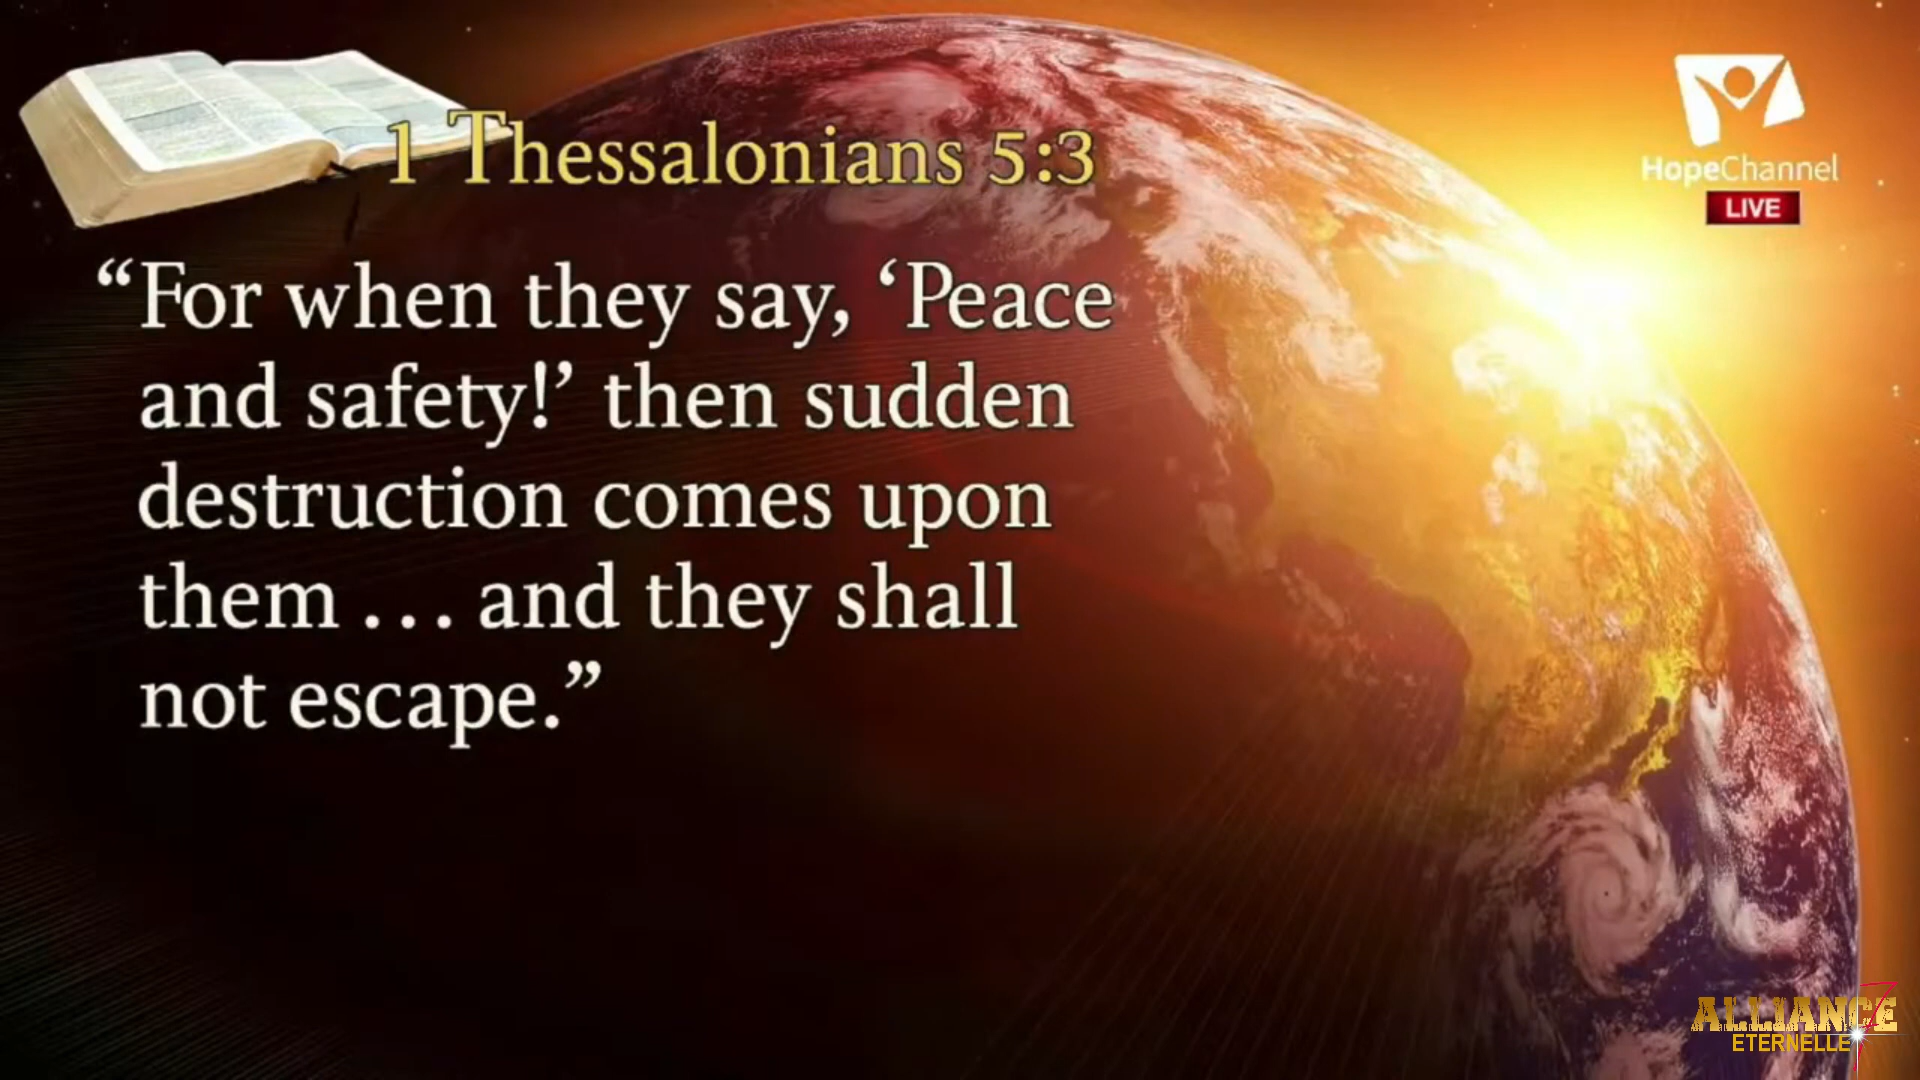 1 Thessalonians 5:3
HopeChannel
LIVE
“For when they say, ‘Peace
and safety!’ then sudden
destruction comes upon
them . . . and they shall
not escape.”
ALLIANCE
ETERNELLE